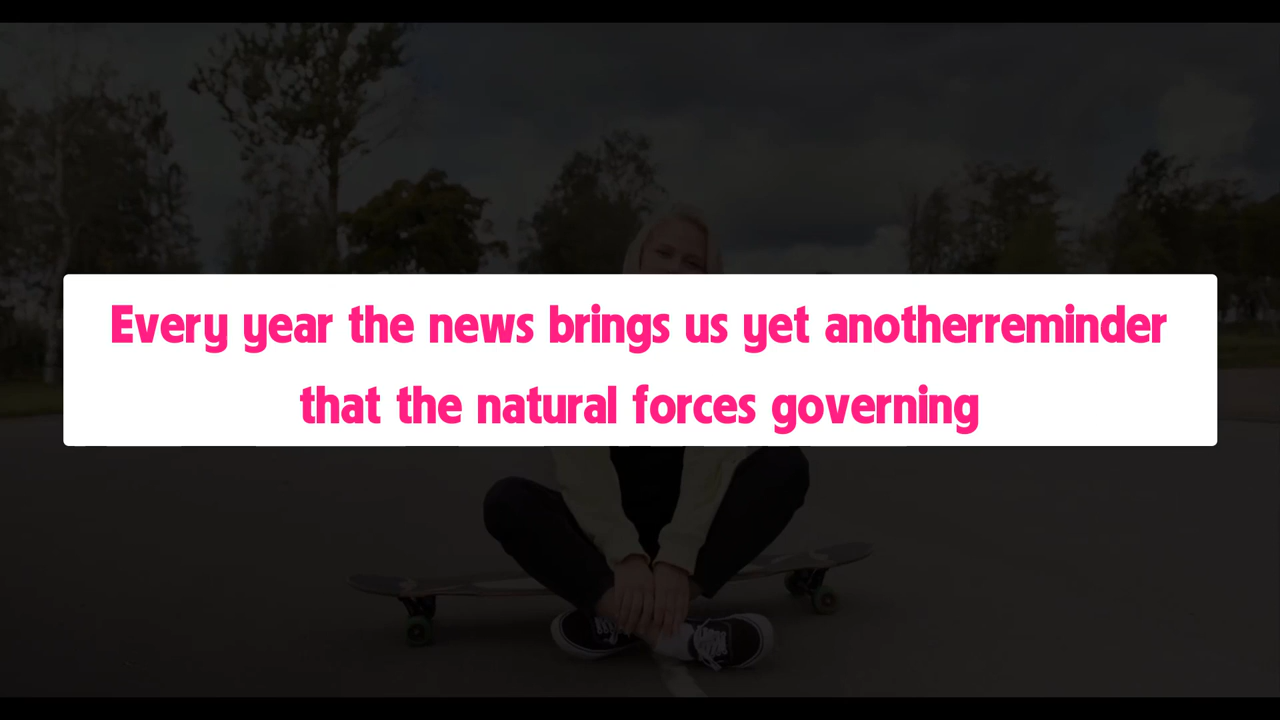 Every year the news brings us yet anotherreminder
that the natural forces governing